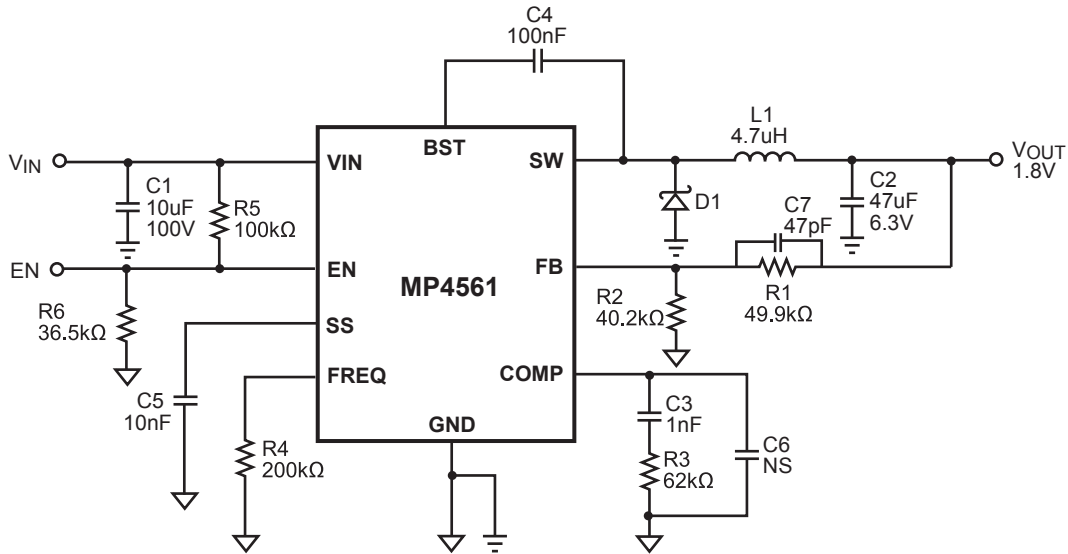 C4
100nF
L1
4.7uH
BST
VIN
VIN
SW
VOUT
1.8V
C1
10uF
100V
R5
100kΩ
D1
C2
47uF
6.3V
C7
47pF
EN
EN
MP4561
FB
R1
49.9kΩ
R6
36.5kΩ
R2
40.2kΩ
SS
FREQ
COMP
C5
10nF
GND
C3
1nF
R4
200kΩ
R3
62kΩ
C6
NS